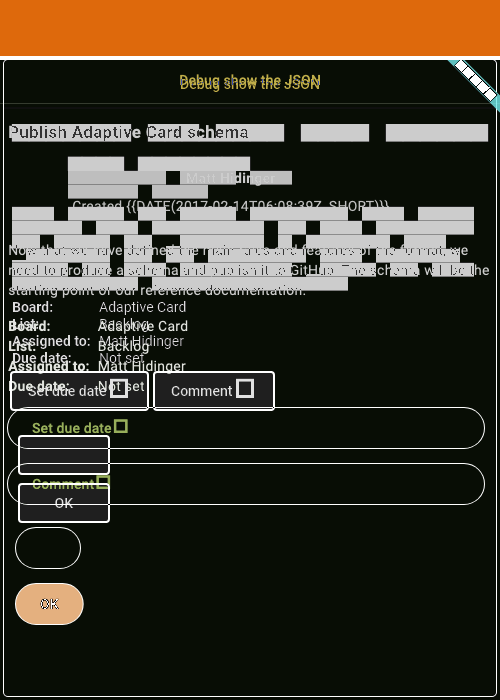 Debug show the JSON
Debug show the JSON
Publish Adaptive Card schema
Matt Hidinger
Created {{DATE(2017-02-14T06:08:39Z, SHORT)}}
Now that we have defined the main rules and features of the format, we
need to produce a schema and publish it to GitHub. The schema will be the
starting point of our reference documentation.
Board: Adaptive Card
List: Backlog
Assigned to: Matt Hidinger
Due date: Not set
Board: Adaptive Card
List: Backlog
Assigned to: Matt Hidinger
Due date: Not set
Set due date
Comment
Set due date
Comment
OK
OK